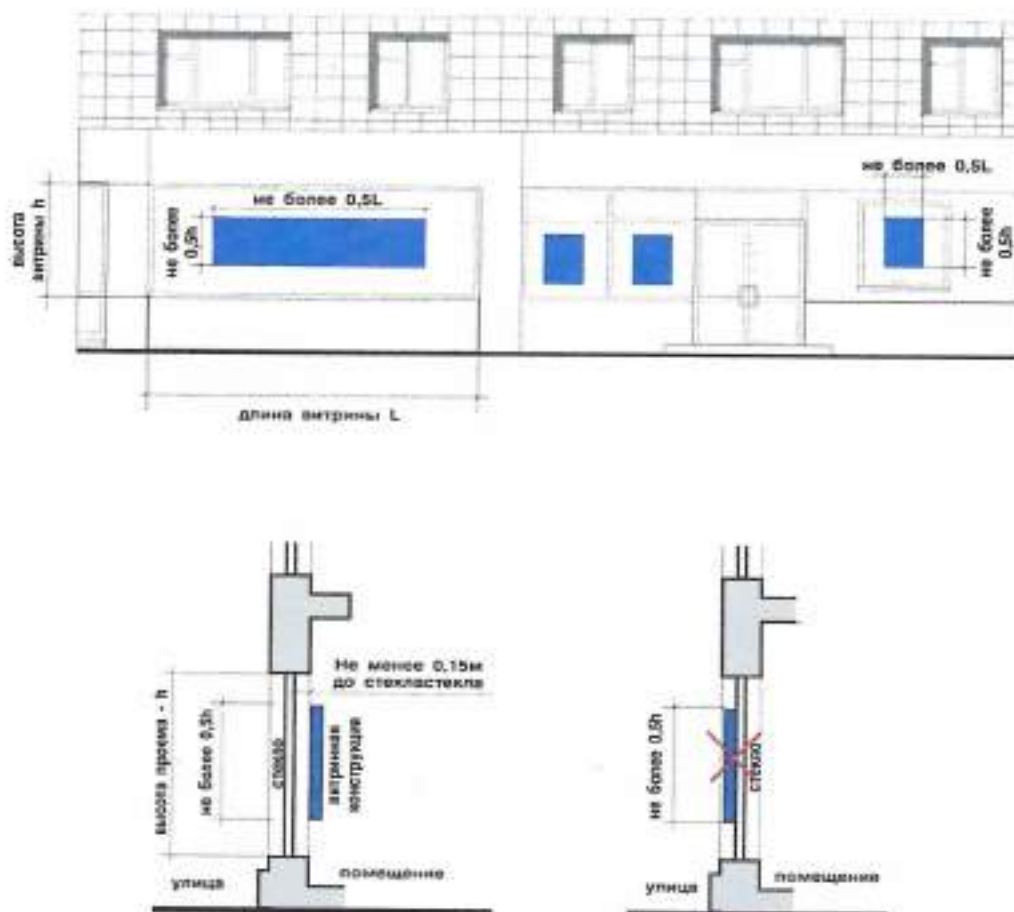 не более 0,5L
не более 0,5L
высота
витрины h
не более
0,5h
не более
0,5h
длина витрины L
Не менее 0,15м
до стекластекла
высота проема - h
не более 0,5h
стекло
витринная
конструкция
улица
помещение
не более 0,5h
стекло
улица
помещение